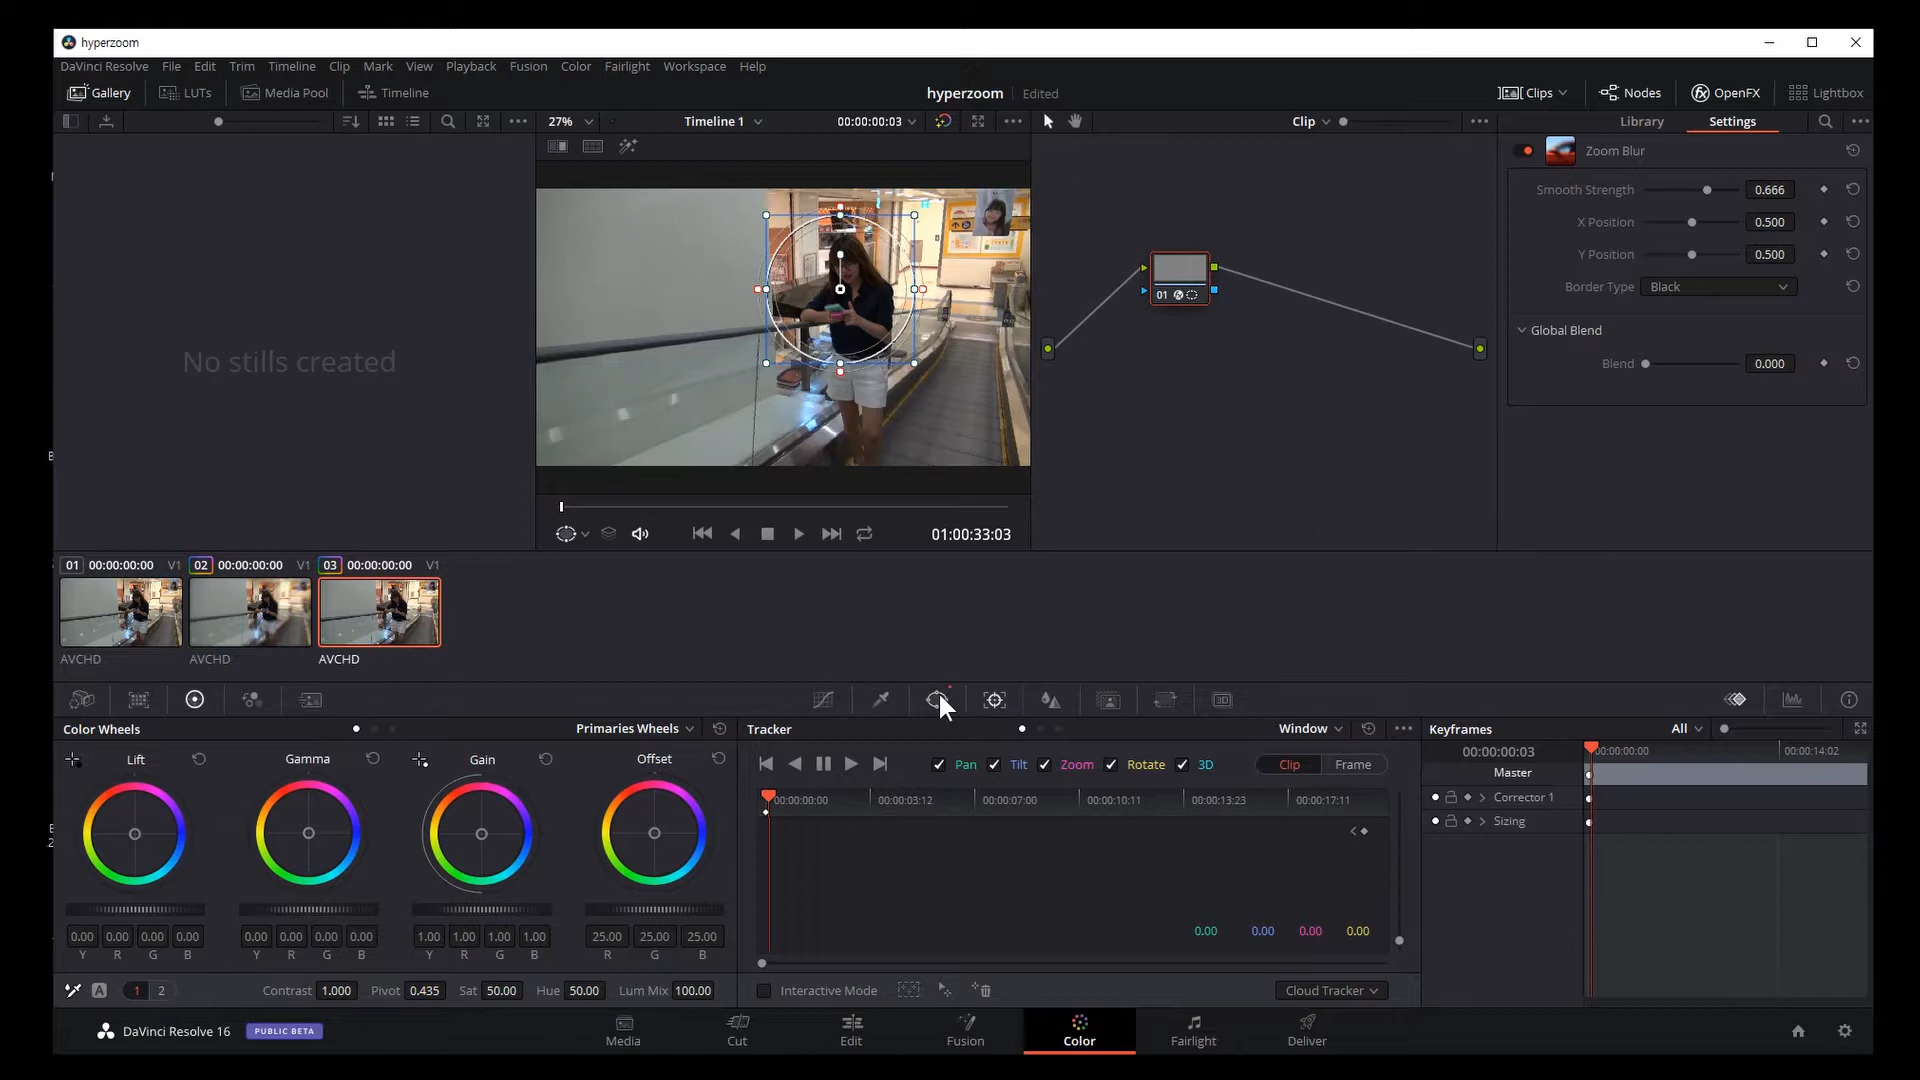 hyperzoom
DaVinci Resolve File Edit Trim Timeline Clip Mark View Playback Fusion Color Fairlight Workspace Help
Gallery LUTs Media Pool Timeline hyperzoom Edited Clips Nodes OpenFX Lightbox
27% Timeline 1 00:00:00:03 Clip Library Settings
Zoom Blur
Smooth Strength 0.666
X Position 0.500
Y Position 0.500
Border Type Black
Global Blend
Blend 0.000
No stills created
01
01:00:33:03
01 00:00:00:00 V1 02 00:00:00:00 V1 03 00:00:00:00 V1
AVCHD AVCHD AVCHD
3D
Color Wheels Primaries Wheels Tracker Window Keyframes All
Lift Gamma Gain Offset
Pan Tilt Zoom Rotate 3D Clip Frame
00:00:00:00 00:00:03:12 00:00:07:00 00:00:10:11 00:00:13:23 00:00:17:11
00:00:00:03 00:00:00:00 00:00:14:02
Master
Corrector 1
Sizing
0.00 0.00 0.00 0.00
0.00 0.00 0.00 0.00 0.00 0.00 0.00 0.00 1.00 1.00 1.00 1.00 25.00 25.00 25.00
Y R G B Y R G B Y R G B R G B
A 1 2 Contrast 1.000 Pivot 0.435 Sat 50.00 Hue 50.00 Lum Mix 100.00 Interactive Mode Cloud Tracker
DaVinci Resolve 16 PUBLIC BETA Media Cut Edit Fusion Color Fairlight Deliver